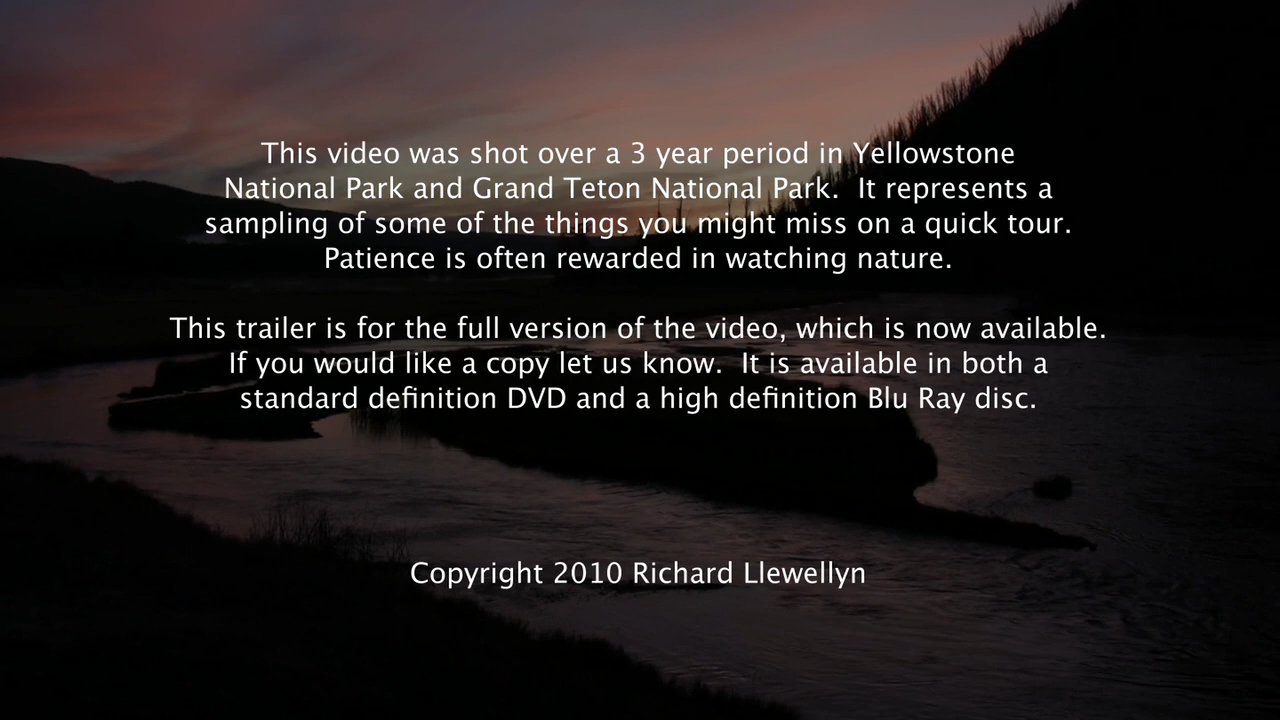 This video was shot over a 3 year period in Yellowstone
National Park and Grand Teton National Park.  It represents a
sampling of some of the things you might miss on a quick tour.
Patience is often rewarded in watching nature.
This trailer is for the full version of the video, which is now available.
If you would like a copy let us know.  It is available in both a
standard definition DVD and a high definition Blu Ray disc.
Copyright 2010 Richard Llewellyn